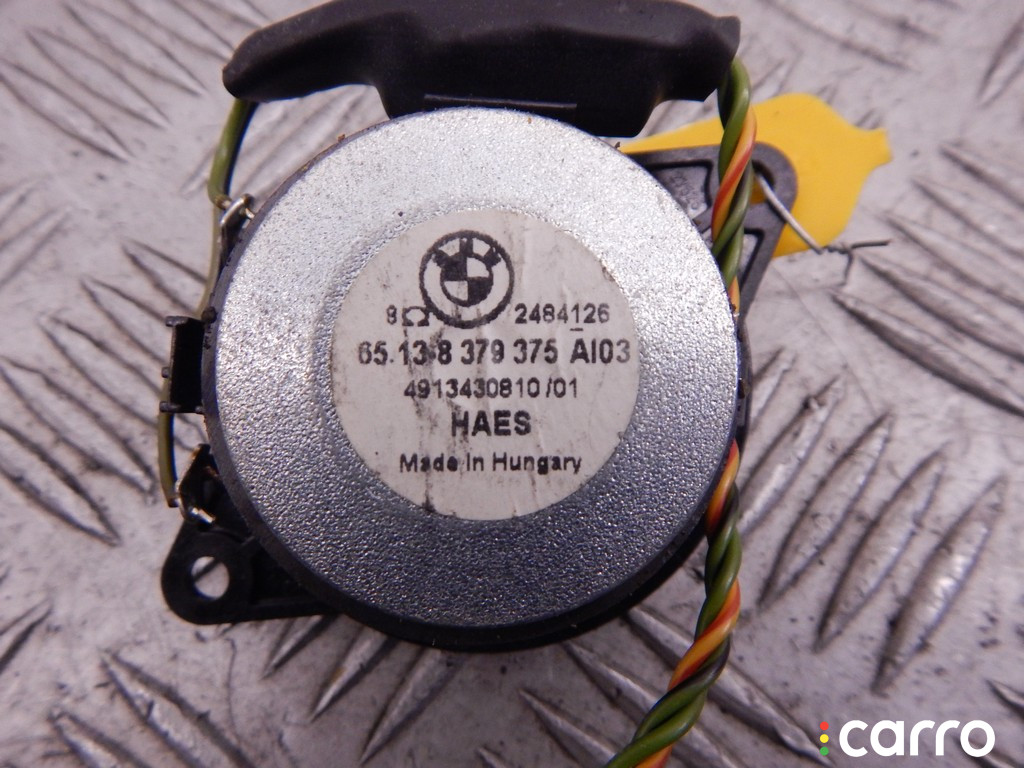 8Ω 2484126
65.13-8 379 375 AI03
4913430810/01
HAES
Made in Hungary
carro